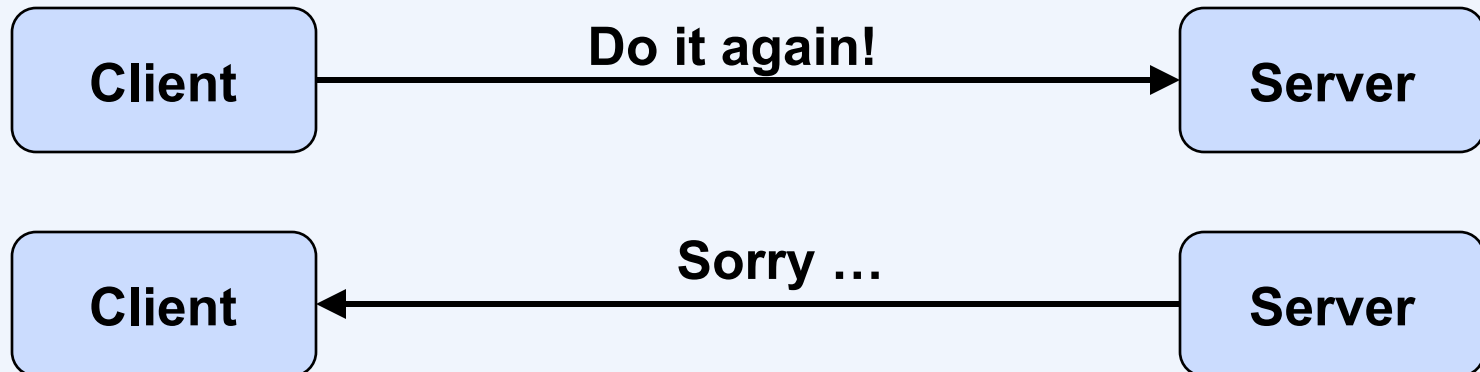 Do it again!
Client
Server
Sorry …
Client
Server